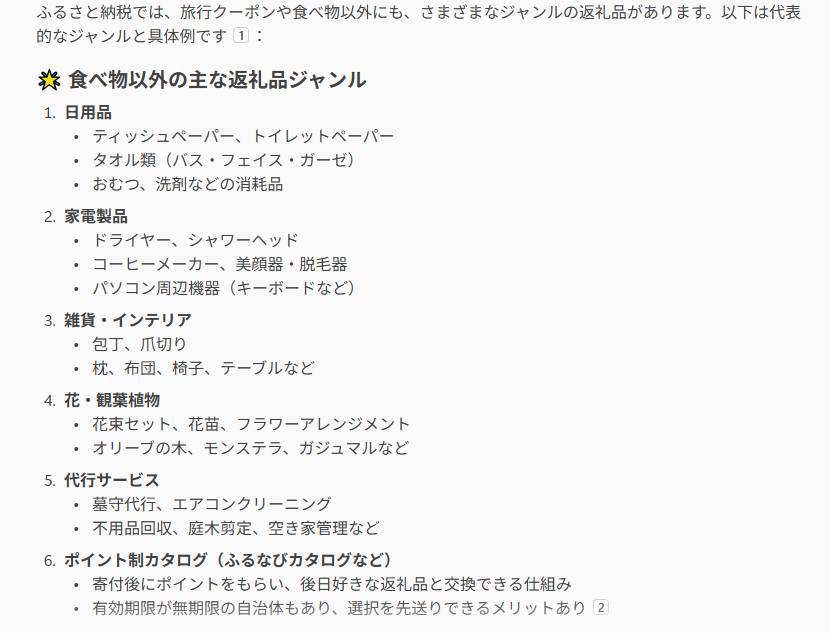 ふるさと納税では、旅行クーポンや食べ物以外にも、さまざまなジャンルの返礼品があります。以下は代表
的なジャンルと具体例です 1 ：
食べ物以外の主な返礼品ジャンル
1. 日用品
• ティッシュペーパー、トイレットペーパー
• タオル類（バス・フェイス・ガーゼ）
• おむつ、洗剤などの消耗品
2. 家電製品
• ドライヤー、シャワーヘッド
• コーヒーメーカー、美顔器・脱毛器
• パソコン周辺機器（キーボードなど）
3. 雑貨・インテリア
• 包丁、爪切り
• 枕、布団、椅子、テーブルなど
4. 花・観葉植物
• 花束セット、花苗、フラワーアレンジメント
• オリーブの木、モンステラ、ガジュマルなど
5. 代行サービス
• 墓守代行、エアコンクリーニング
• 不用品回収、庭木剪定、空き家管理など
6. ポイント制カタログ（ふるなびカタログなど）
• 寄付後にポイントをもらい、後日好きな返礼品と交換できる仕組み
• 有効期限が無期限の自治体もあり、選択を先送りできるメリットあり 2